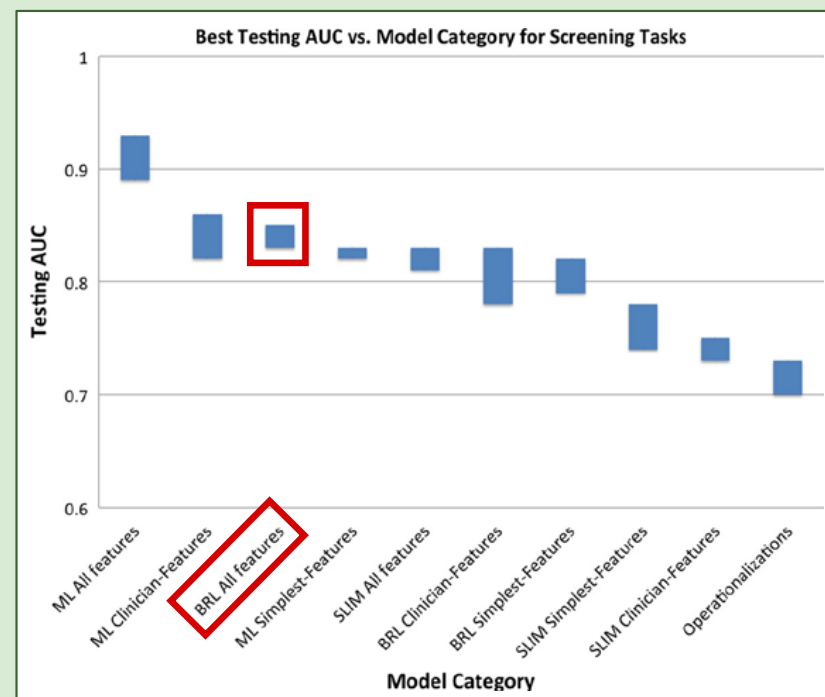 Best Testing AUC vs. Model Category for Screening Tasks
1
0.9
0.8
0.7
0.6
Testing AUC
ML All features
ML Clinician-Features
BRL All features
ML Simplest-Features
SLIM All features
BRL Clinician-Features
BRL Simplest-Features
SLIM Simplest-Features
SLIM Clinician-Features
Operationalizations
Model Category